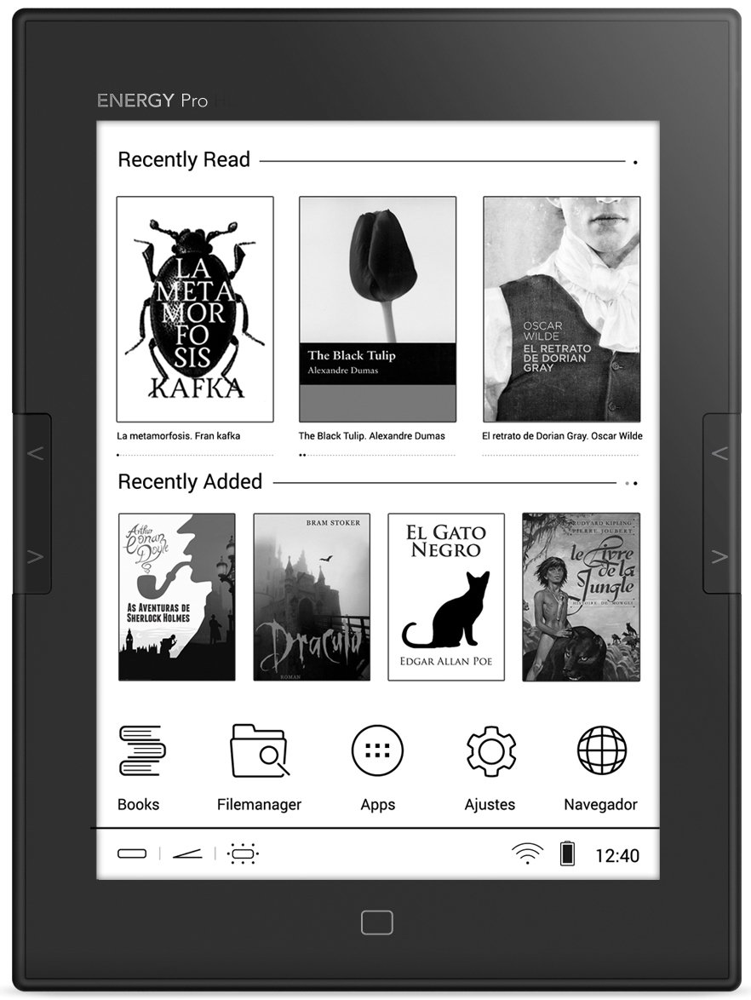 ENERGY Pro
Recently Read
LA
META
MOR
FO
SIS
KAFKA
The Black Tulip
Alexandre Dumas
OSCAR
WILDE
EL RETRATO
DE DORIAN
GRAY
La metamorfosis. Fran kafka
The Black Tulip. Alexandre Dumas
El retrato de Dorian Gray. Oscar Wilde
Recently Added
Arthur
Conan
Doyle
AS AVENTURAS DE
SHERLOCK HOLMES
BRAM STOKER
Dracula
ROMAN
EL GATO
NEGRO
EDGAR ALLAN POE
RUDYARD KIPLING
PIERRE JOUBERT
le Livre
de la
Jungle
HISTOIRE DE MOWGLI
Books
Filemanager
Apps
Ajustes
Navegador
12:40